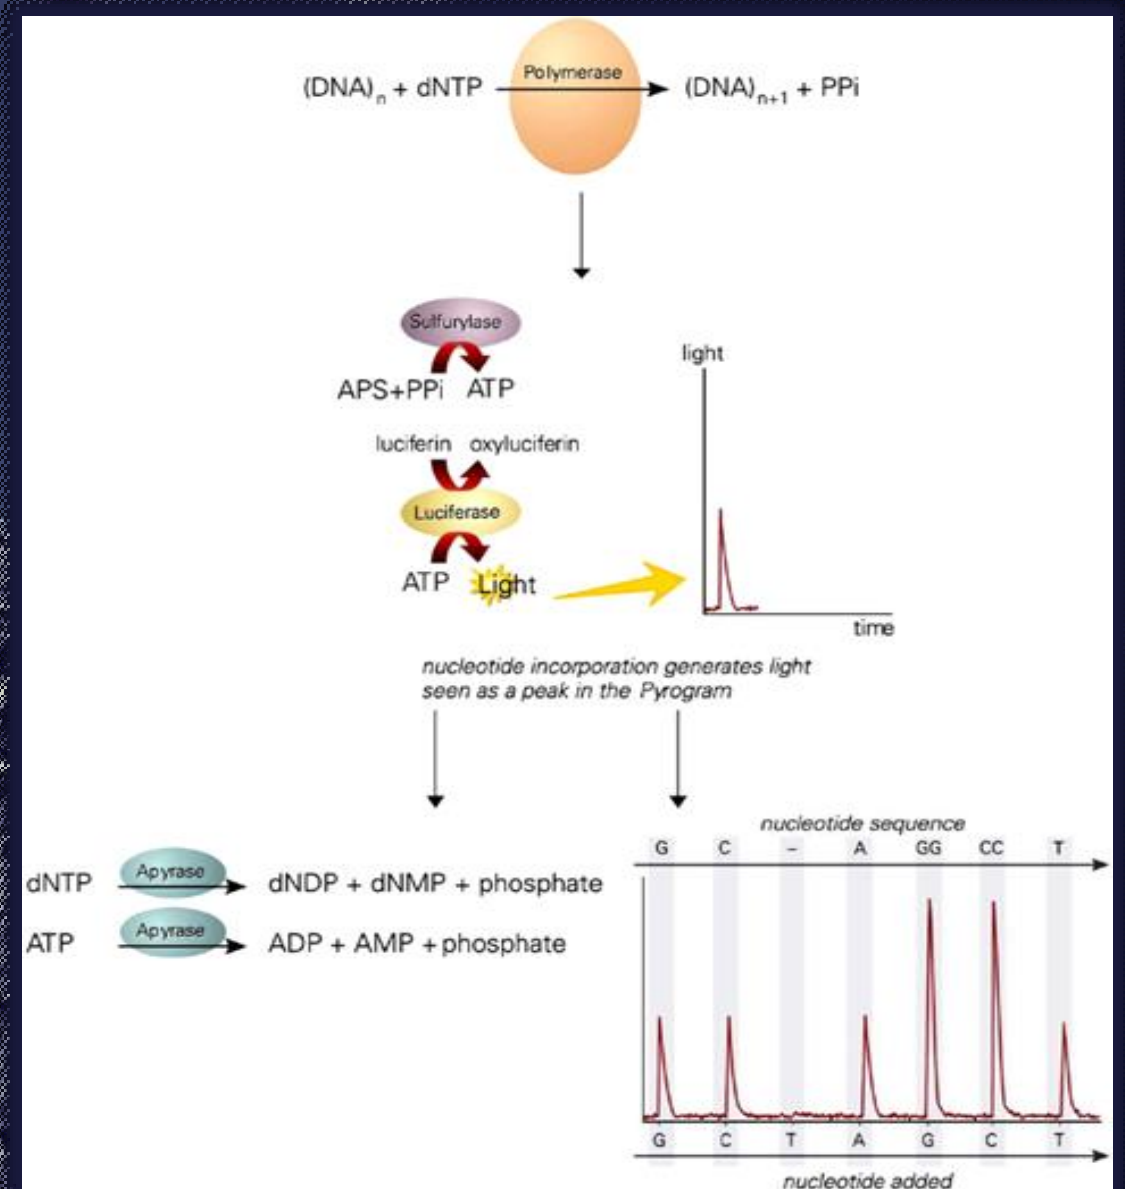 (DNA)n + dNTP Polymerase (DNA)n+1 + PPi
Sulfurylase
APS+PPi ATP
luciferin oxyluciferin
Luciferase
ATP Light
light
time
nucleotide incorporation generates light
seen as a peak in the Pyrogram
dNTP Apyrase dNDP + dNMP + phosphate
ATP Apyrase ADP + AMP + phosphate
nucleotide sequence
G C – A GG CC T
G C T A G C T
nucleotide added